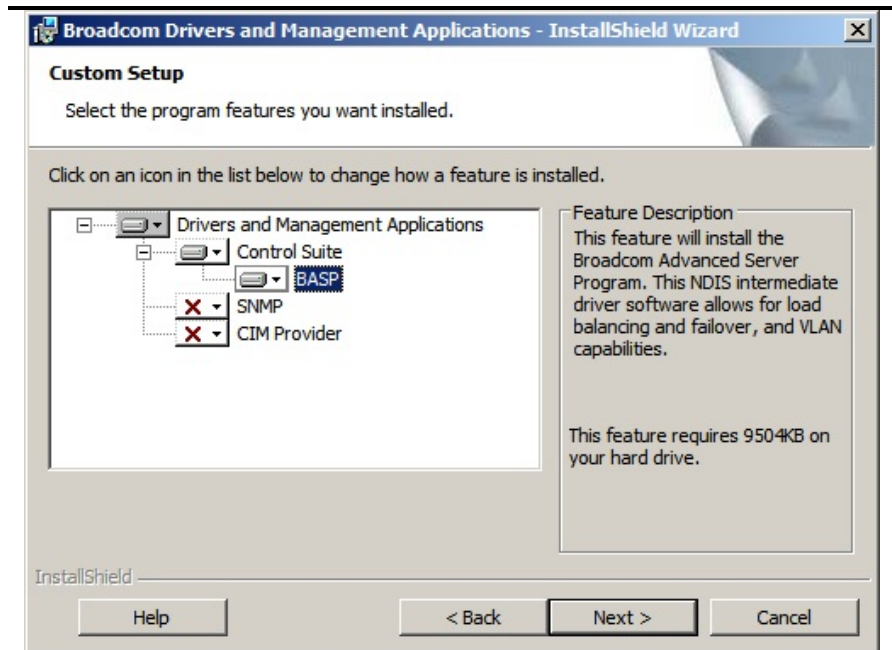 Broadcom Drivers and Management Applications - InstallShield Wizard
Custom Setup
Select the program features you want installed.
Click on an icon in the list below to change how a feature is installed.
Drivers and Management Applications
Control Suite
BASP
SNMP
CIM Provider
Feature Description
This feature will install the
Broadcom Advanced Server
Program. This NDIS intermediate
driver software allows for load
balancing and failover, and VLAN
capabilities.
This feature requires 9504KB on
your hard drive.
InstallShield
Help
< Back
Next >
Cancel